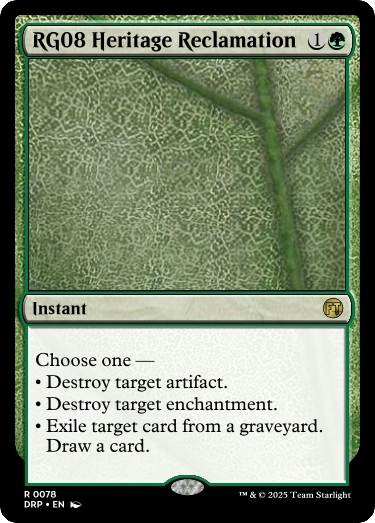 RG08 Heritage Reclamation 1
Instant
FT
Choose one —
• Destroy target artifact.
• Destroy target enchantment.
• Exile target card from a graveyard.
Draw a card.
R 0078
DRP • EN
™ & © 2025 Team Starlight